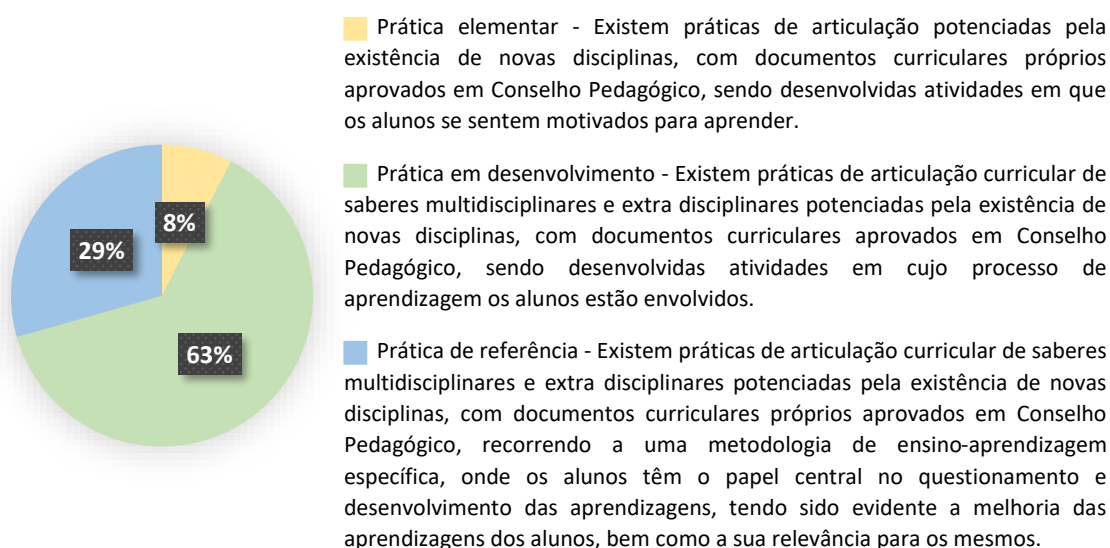 Prática elementar - Existem práticas de articulação potenciadas pela
existência de novas disciplinas, com documentos curriculares próprios
aprovados em Conselho Pedagógico, sendo desenvolvidas atividades em que
os alunos se sentem motivados para aprender.
Prática em desenvolvimento - Existem práticas de articulação curricular de
saberes multidisciplinares e extra disciplinares potenciadas pela existência de
novas disciplinas, com documentos curriculares aprovados em Conselho
Pedagógico, sendo desenvolvidas atividades em cujo processo de
aprendizagem os alunos estão envolvidos.
Prática de referência - Existem práticas de articulação curricular de saberes
multidisciplinares e extra disciplinares potenciadas pela existência de novas
disciplinas, com documentos curriculares próprios aprovados em Conselho
Pedagógico, recorrendo a uma metodologia de ensino-aprendizagem
específica, onde os alunos têm o papel central no questionamento e
desenvolvimento das aprendizagens, tendo sido evidente a melhoria das
aprendizagens dos alunos, bem como a sua relevância para os mesmos.
8%
29%
63%